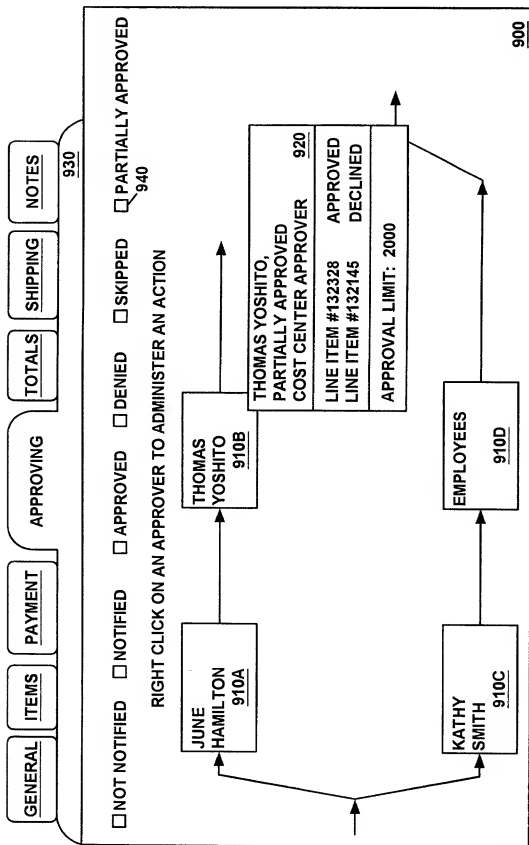 GENERAL
ITEMS
PAYMENT
APPROVING
TOTALS
SHIPPING
NOTES
930
NOT NOTIFIED
NOTIFIED
APPROVED
DENIED
SKIPPED
PARTIALLY APPROVED
940
RIGHT CLICK ON AN APPROVER TO ADMINISTER AN ACTION
JUNE
HAMILTON
910A
THOMAS
YOSHITO
910B
THOMAS YOSHITO,
PARTIALLY APPROVED
COST CENTER APPROVER 920
LINE ITEM #132328 APPROVED
LINE ITEM #132145 DECLINED
APPROVAL LIMIT: 2000
KATHY
SMITH
910C
EMPLOYEES
910D
900